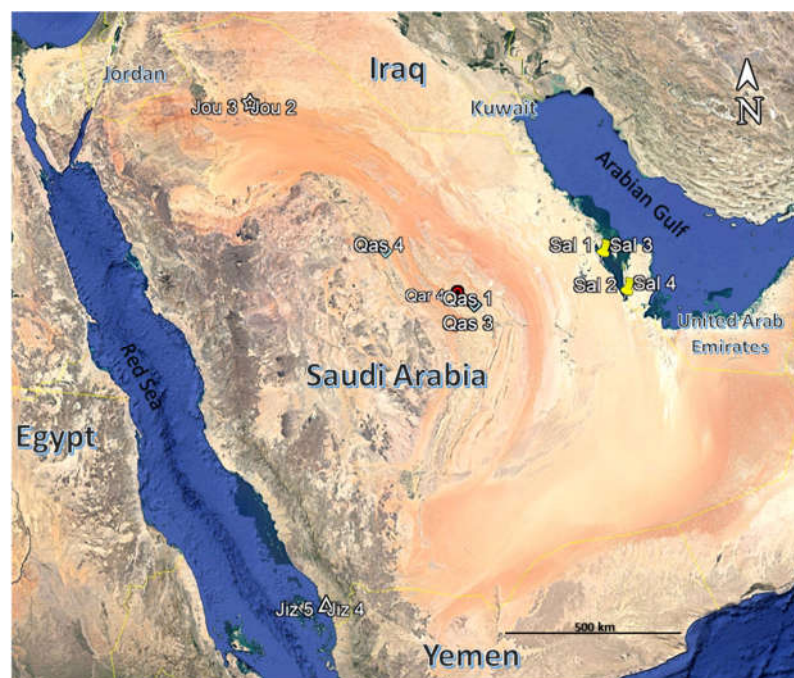 Iraq
Jordan
Jou 3 Jou 2
Kuwait
N
Arabian Gulf
Qas 4
Sal 1 Sal 3
Sal 2 Sal 4
Qar 4 Qas 1
Qas 3
United Arab
Emirates
Red Sea
Saudi Arabia
Egypt
Jiz 5 Jiz 4
500 km
Yemen